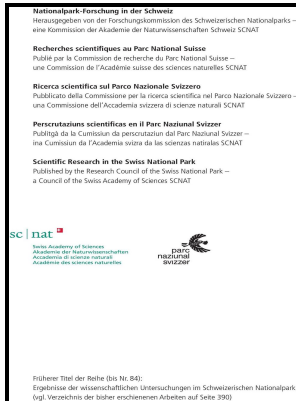 Nationalpark-Forschung in der Schweiz
Herausgegeben von der Forschungskommission des Schweizerischen Nationalparks –
eine Kommission der Akademie der Naturwissenschaften Schweiz SCNAT
Recherches scientifiques au Parc National Suisse
Publié par la Commission de recherche du Parc National Suisse –
une Commission de l'Académie suisse des sciences naturelles SCNAT
Ricerca scientifica sul Parco Nazionale Svizzero
Pubblicato della Commissione per la ricerca scientifica nel Parco Nazionale Svizzero –
una Commissione dell'Accademia svizzera di scienze naturali SCNAT
Perscrutaziuns scientificas en il Parc Naziunal Svizzer
Publitgà da la Cumissiun da perscrutaziun dal Parc Naziunal Svizzer –
ina Cumissiun da l'Academia svizra da las scienzas natiralas SCNAT
Scientific Research in the Swiss National Park
Published by the Research Council of the Swiss National Park –
a Council of the Swiss Academy of Sciences SCNAT
sc | nat
Swiss Academy of Sciences
Akademie der Naturwissenschaften
Accademia di scienze naturali
Académie des sciences naturelles
parc
naziunal
svizzer
Früherer Titel der Reihe (bis Nr. 84):
Ergebnisse der wissenschaftlichen Untersuchungen im Schweizerischen Nationalpark
(vgl. Verzeichnis der bisher erschienenen Arbeiten auf Seite 390)